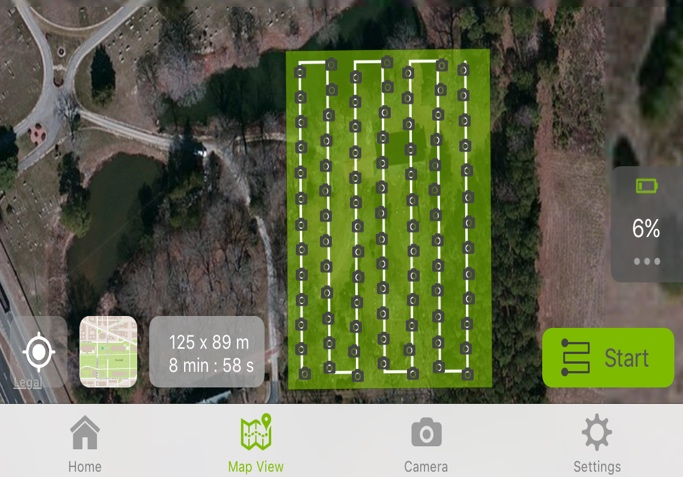 6%
125 x 89 m
8 min : 58 s
Legal
Start
Home
Map View
Camera
Settings